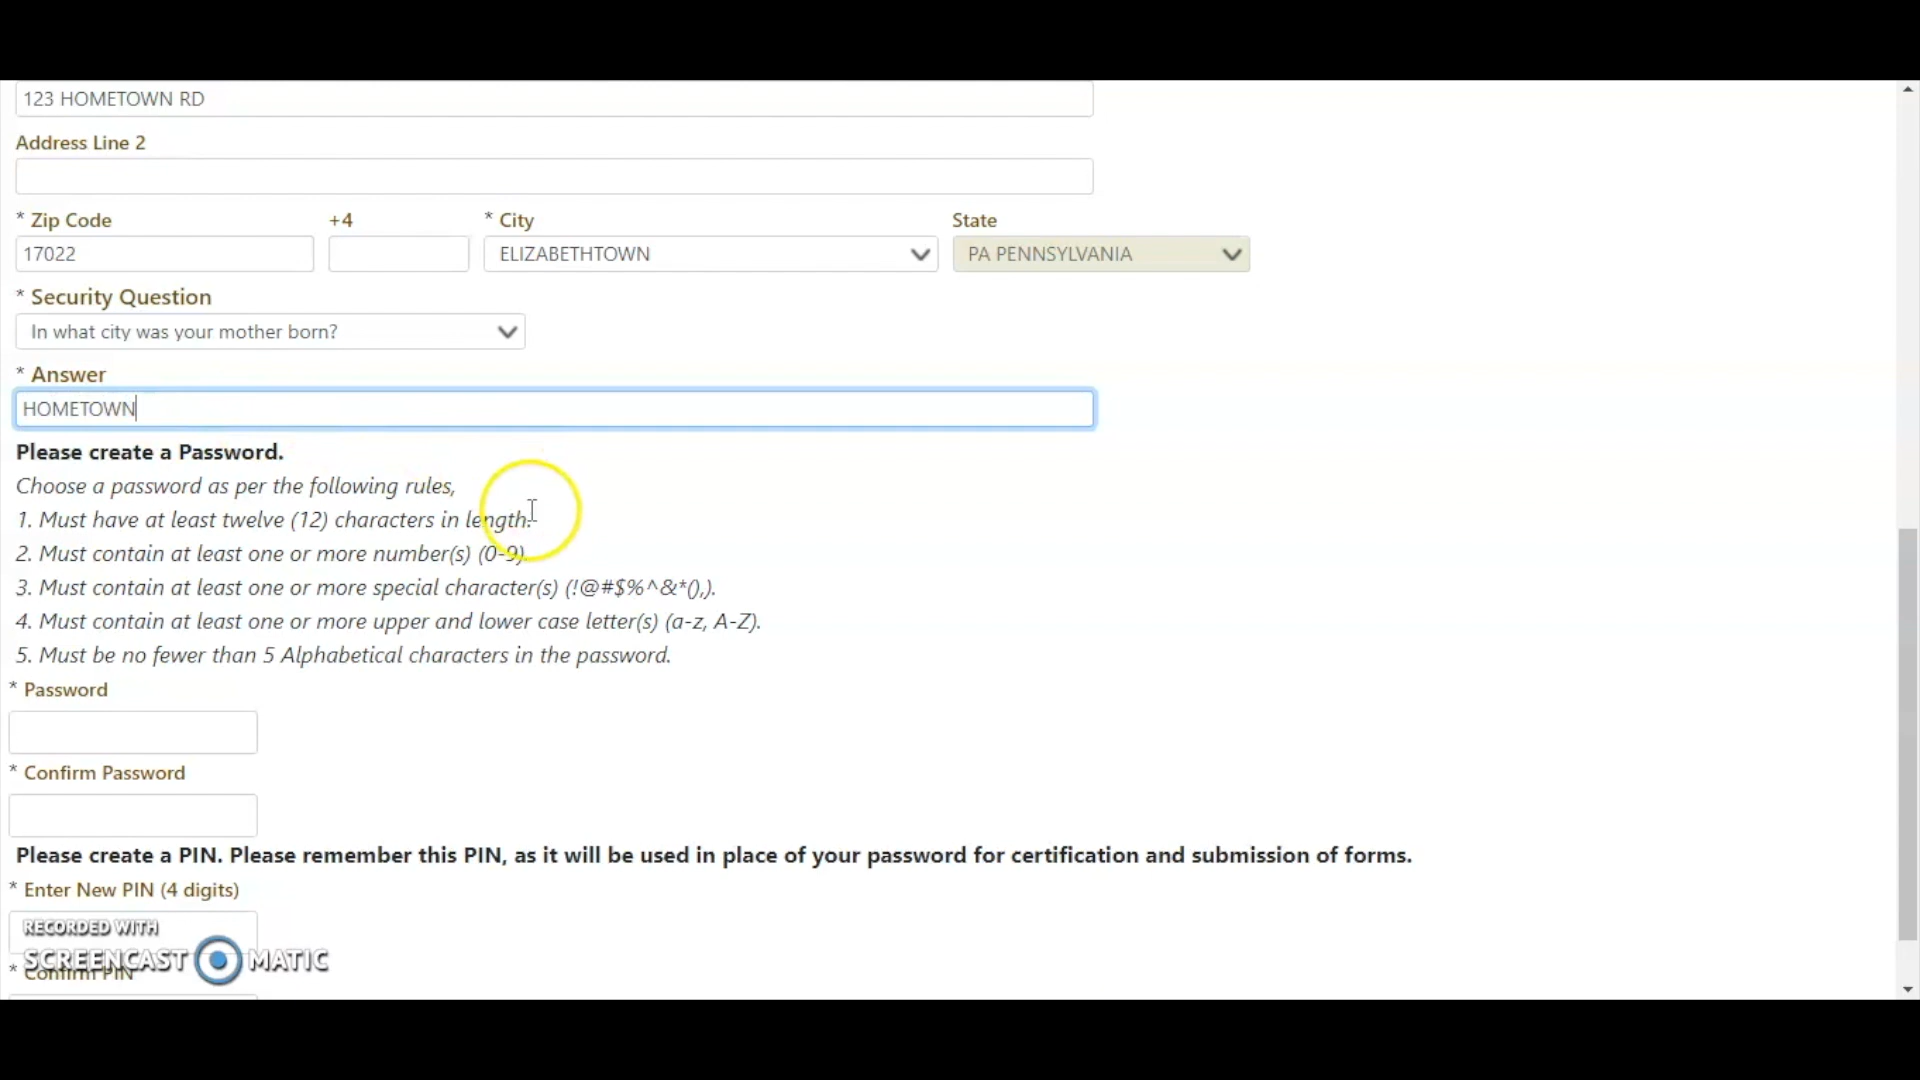 123 HOMETOWN RD
Address Line 2
* Zip Code +4 * City State
17022 ELIZABETHTOWN PA PENNSYLVANIA
* Security Question
In what city was your mother born?
* Answer
HOMETOWN
Please create a Password.
Choose a password as per the following rules,
1. Must have at least twelve (12) characters in length.
2. Must contain at least one or more number(s) (0-9).
3. Must contain at least one or more special character(s) (!@#$%^&*(),).
4. Must contain at least one or more upper and lower case letter(s) (a-z, A-Z).
5. Must be no fewer than 5 Alphabetical characters in the password.
* Password
* Confirm Password
Please create a PIN. Please remember this PIN, as it will be used in place of your password for certification and submission of forms.
* Enter New PIN (4 digits)
RECORDED WITH
SCREENCAST MATIC
* Confirm PIN